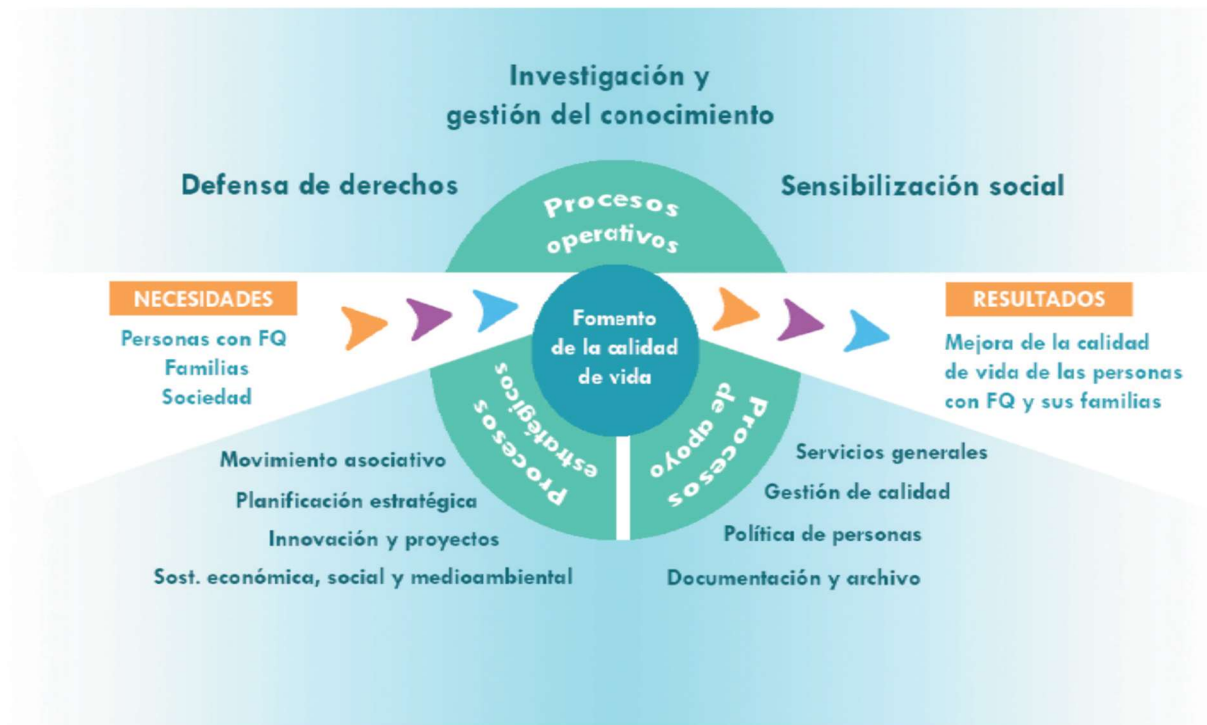 Investigación y
gestión del conocimiento
Defensa de derechos
Sensibilización social
Procesos
operativos
NECESIDADES
Personas con FQ
Familias
Sociedad
Fomento
de la calidad
de vida
RESULTADOS
Mejora de la calidad
de vida de las personas
con FQ y sus familias
Procesos
estratégicos
Movimiento asociativo
Planificación estratégica
Innovación y proyectos
Sost. económica, social y medioambiental
Procesos
de apoyo
Servicios generales
Gestión de calidad
Política de personas
Documentación y archivo